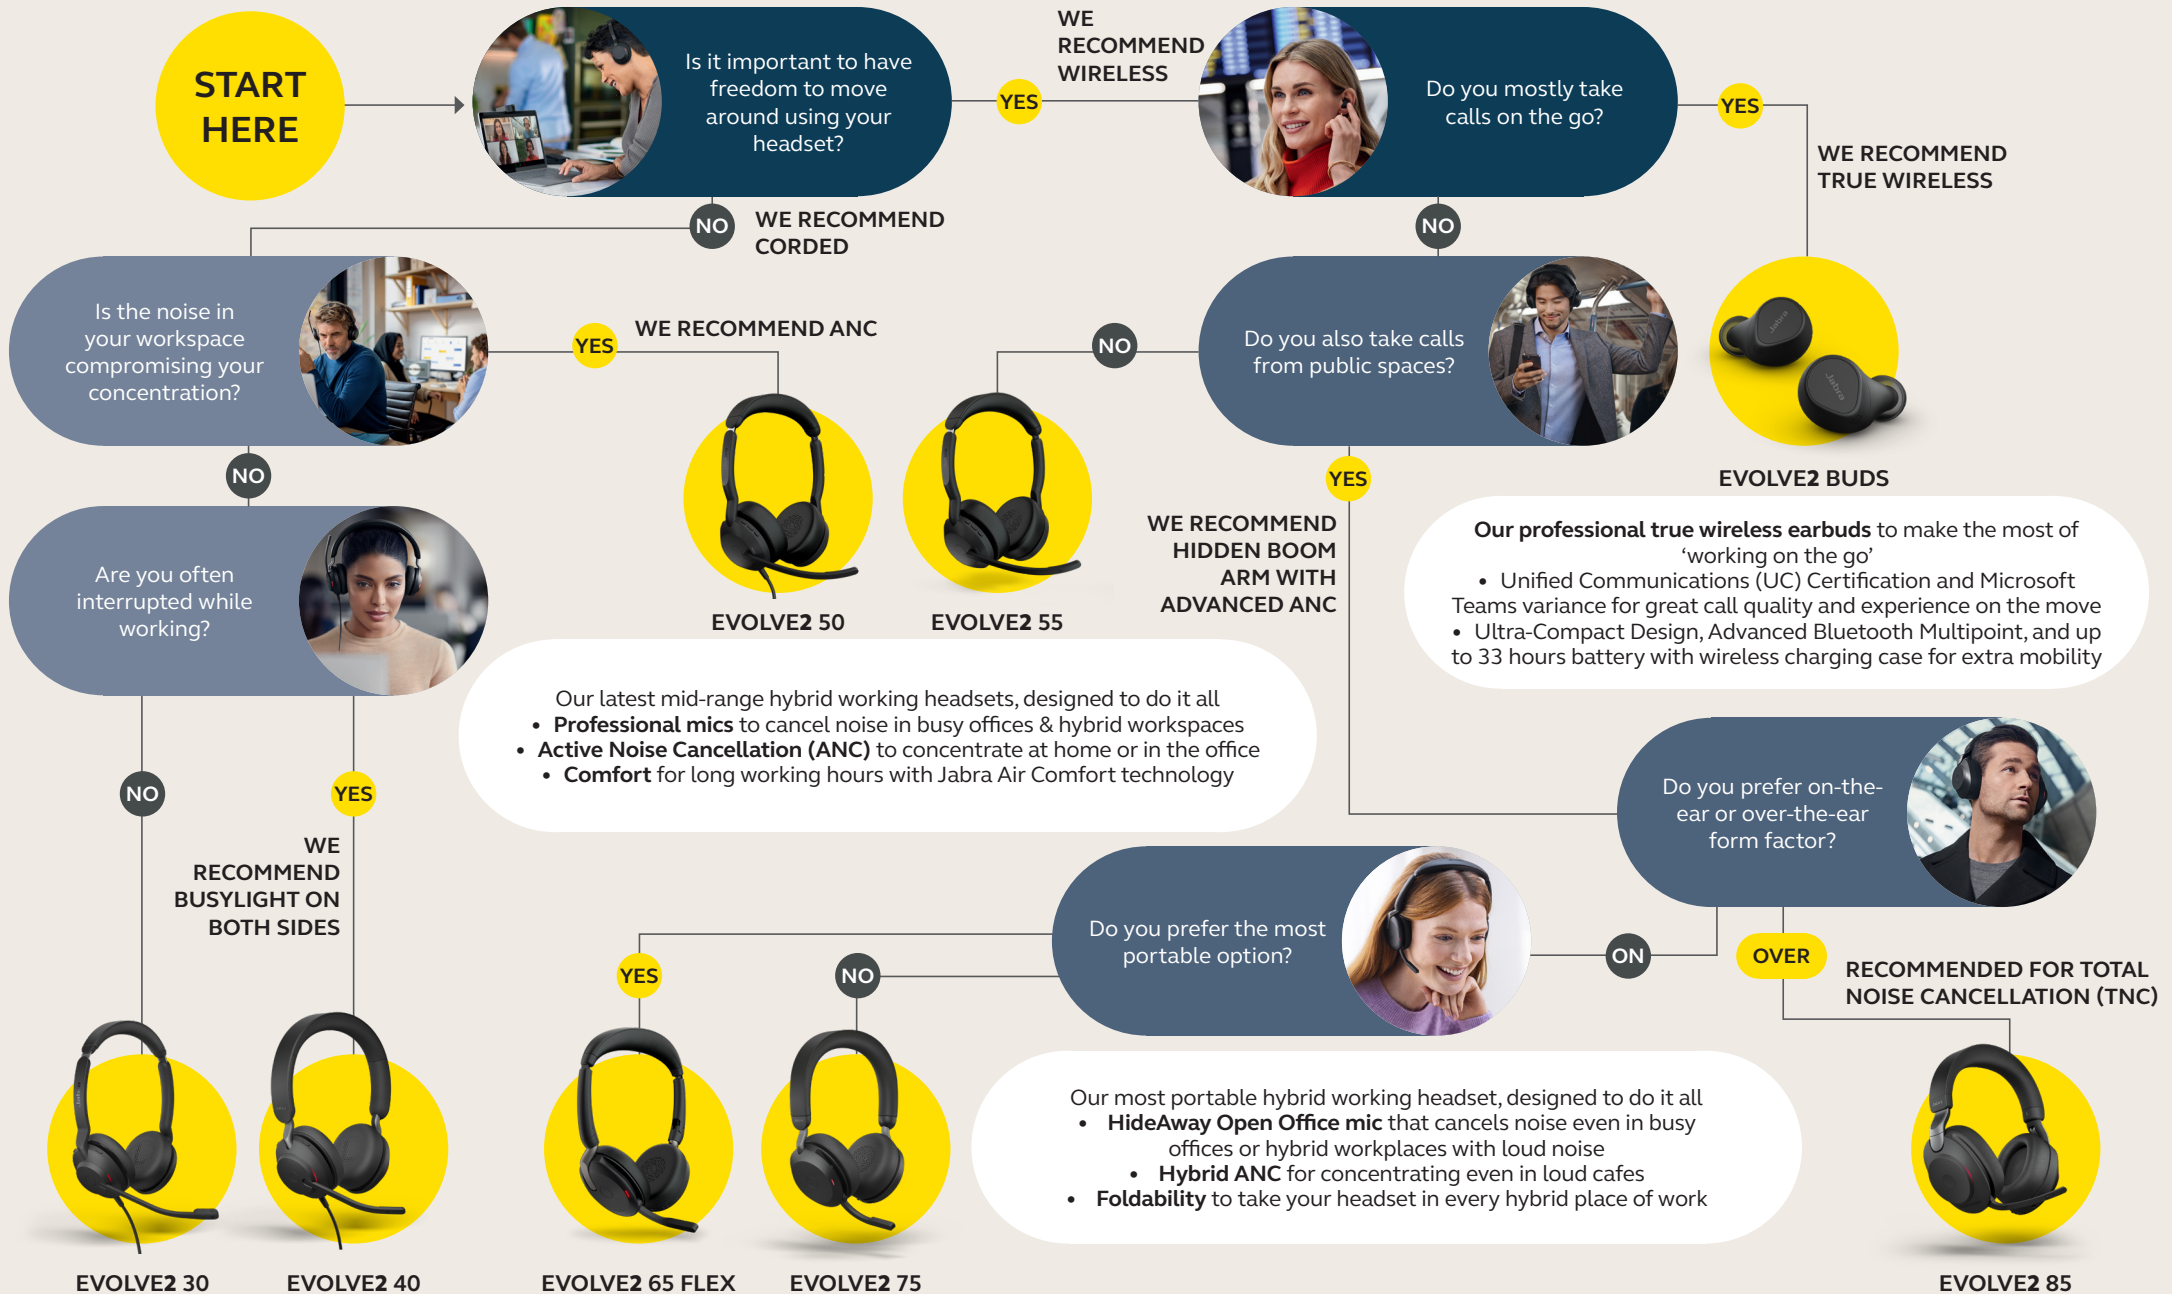 START
HERE
Is it important to have
freedom to move
around using your
headset?
YES
WE
RECOMMEND
WIRELESS
Do you mostly take
calls on the go?
YES
WE RECOMMEND
TRUE WIRELESS
NO
WE RECOMMEND
CORDED
NO
Is the noise in
your workspace
compromising your
concentration?
YES
WE RECOMMEND ANC
NO
Do you also take calls
from public spaces?
Jabra
Jabra
EVOLVE2 BUDS
NO
YES
WE RECOMMEND
HIDDEN BOOM
ARM WITH
ADVANCED ANC
Our professional true wireless earbuds to make the most of
‘working on the go’
• Unified Communications (UC) Certification and Microsoft
Teams variance for great call quality and experience on the move
• Ultra-Compact Design, Advanced Bluetooth Multipoint, and up
to 33 hours battery with wireless charging case for extra mobility
Are you often
interrupted while
working?
EVOLVE2 50
EVOLVE2 55
Our latest mid-range hybrid working headsets, designed to do it all
• Professional mics to cancel noise in busy offices & hybrid workspaces
• Active Noise Cancellation (ANC) to concentrate at home or in the office
• Comfort for long working hours with Jabra Air Comfort technology
NO
YES
WE
RECOMMEND
BUSYLIGHT ON
BOTH SIDES
Do you prefer on-the-
ear or over-the-ear
form factor?
Do you prefer the most
portable option?
YES
NO
ON
OVER
RECOMMENDED FOR TOTAL
NOISE CANCELLATION (TNC)
Our most portable hybrid working headset, designed to do it all
• HideAway Open Office mic that cancels noise even in busy
offices or hybrid workplaces with loud noise
• Hybrid ANC for concentrating even in loud cafes
• Foldability to take your headset in every hybrid place of work
EVOLVE2 30
EVOLVE2 40
EVOLVE2 65 FLEX
EVOLVE2 75
EVOLVE2 85